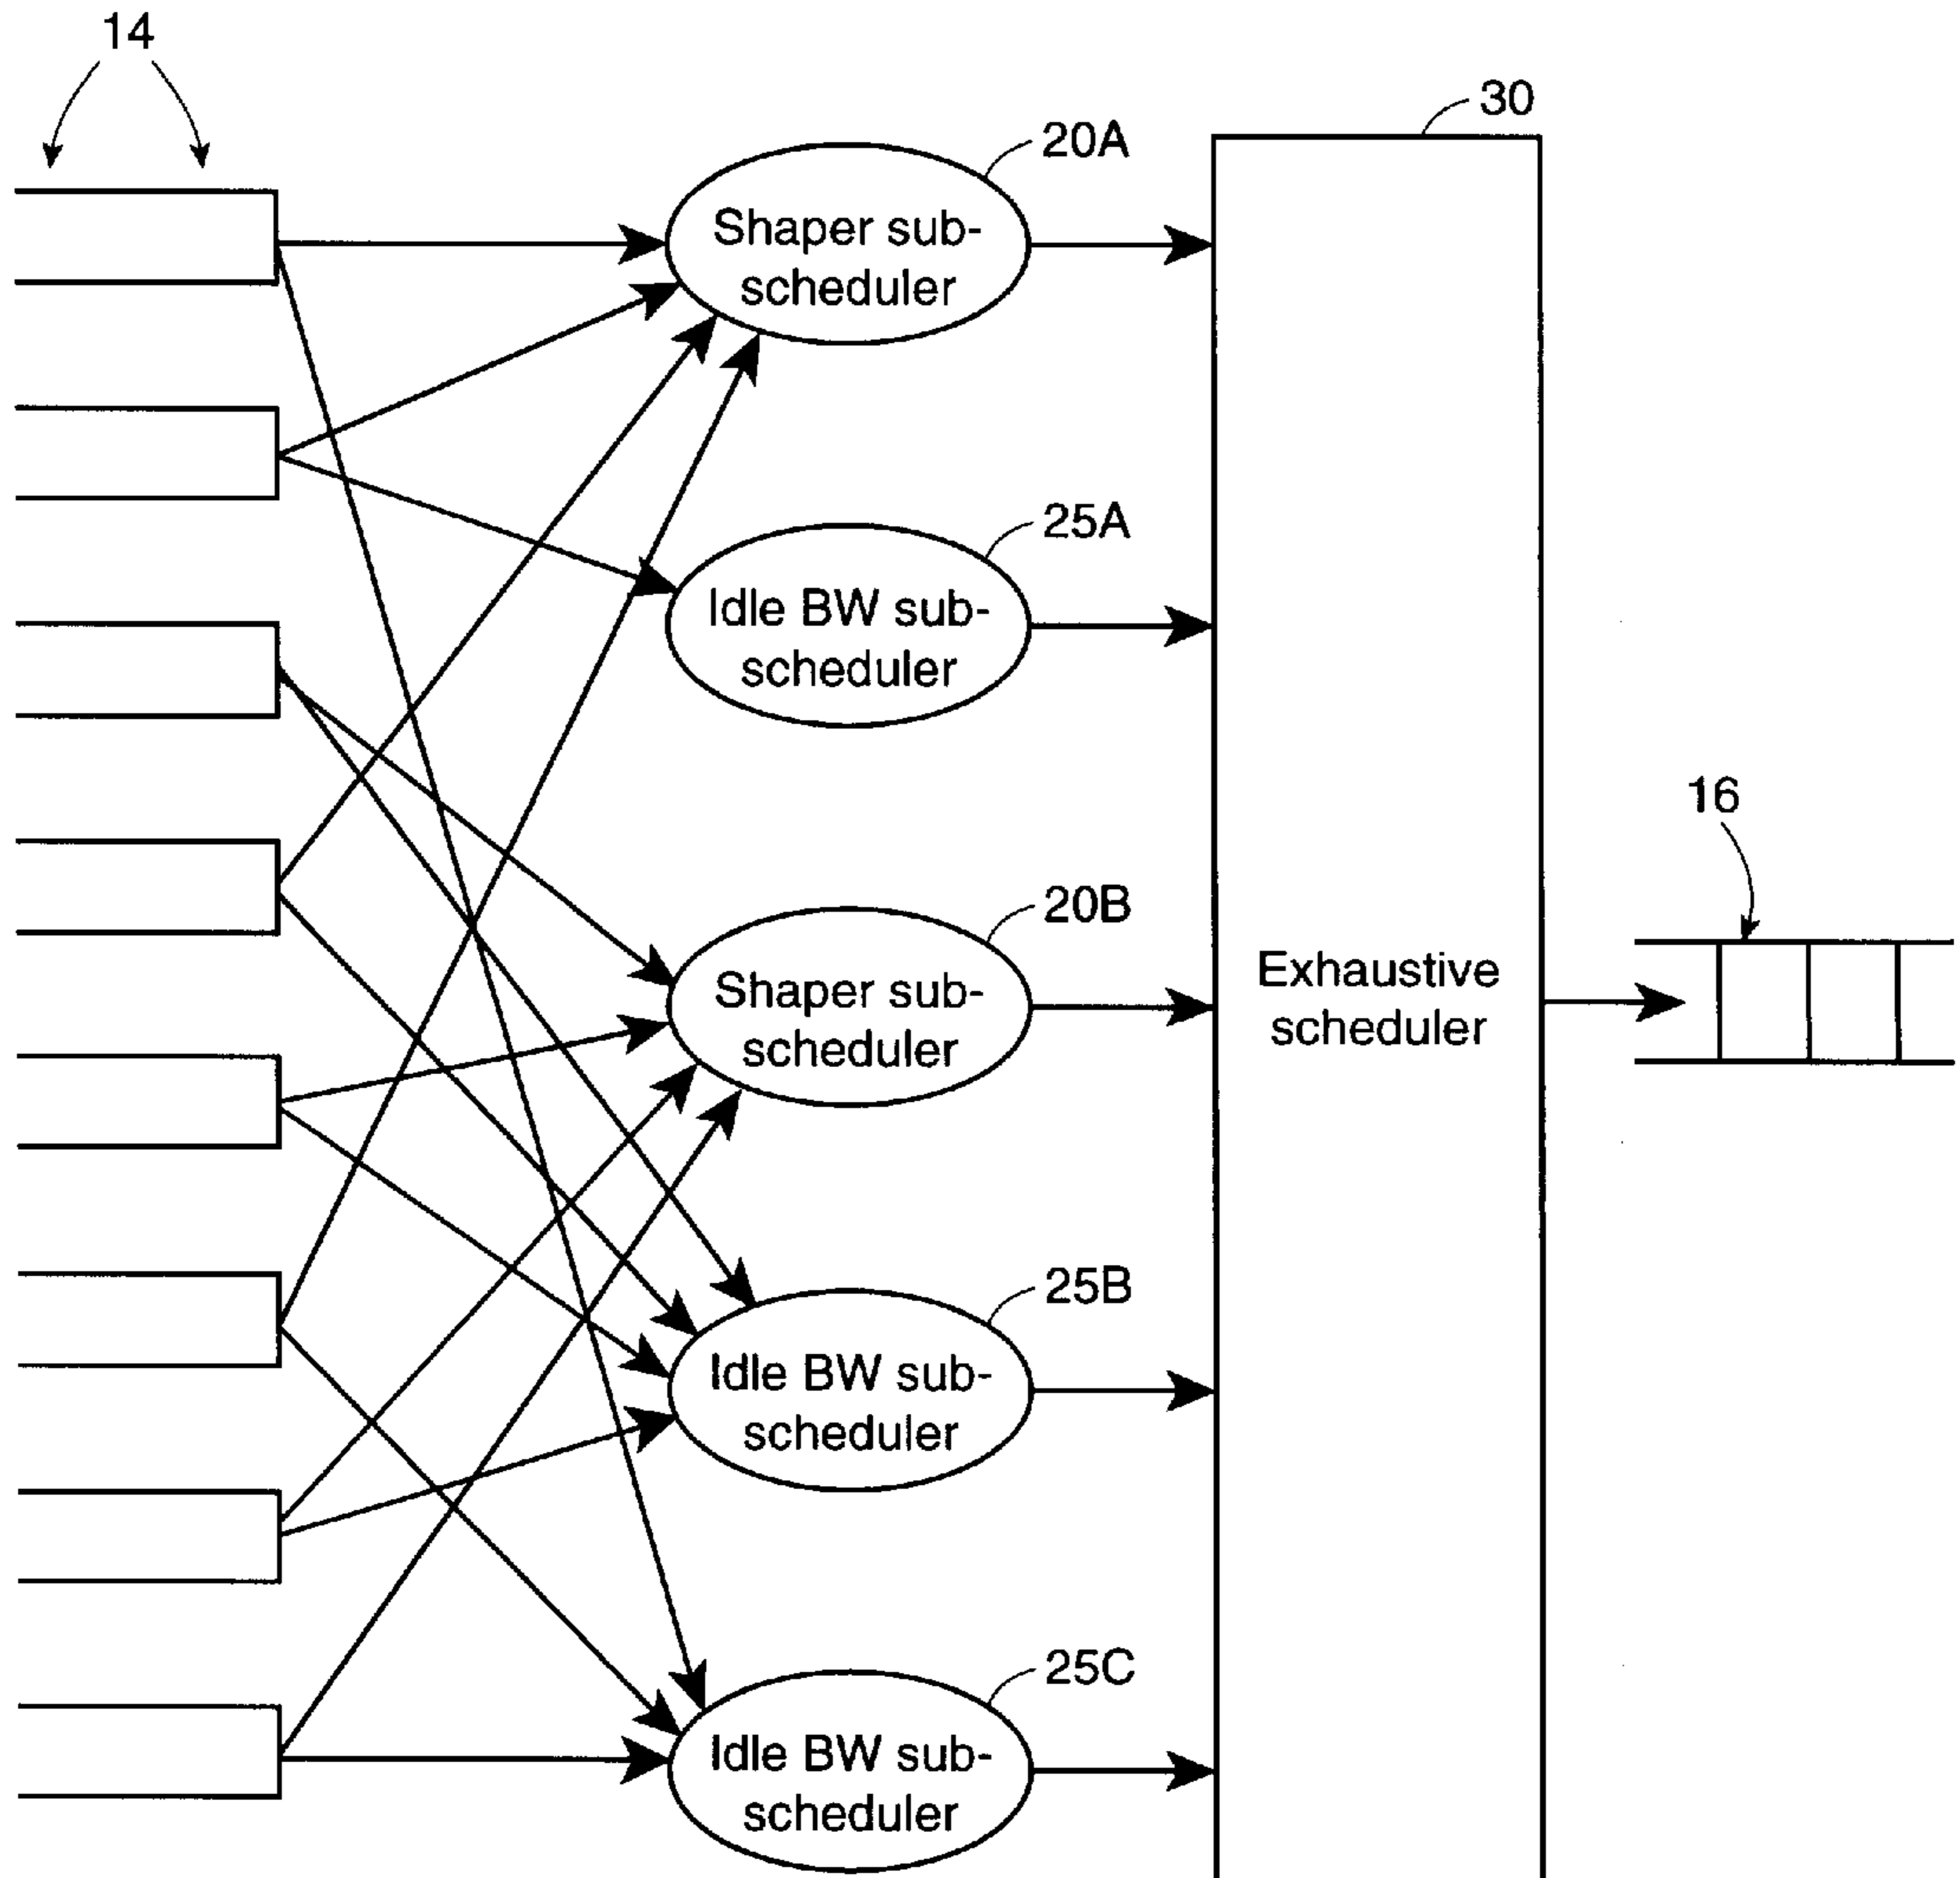 14
30
20A
Shaper sub-
scheduler
25A
Idle BW sub-
scheduler
16
20B
Shaper sub-
scheduler
Exhaustive
scheduler
25B
Idle BW sub-
scheduler
25C
Idle BW sub-
scheduler